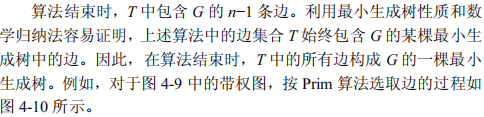 算法结束时，T 中包含 G 的 n−1 条边。利用最小生成树性质和数
学归纳法容易证明，上述算法中的边集合 T 始终包含 G 的某棵最小生
成树中的边。因此，在算法结束时，T 中的所有边构成 G 的一棵最小
生成树。例如，对于图 4-9 中的带权图，按 Prim 算法选取边的过程如
图 4-10 所示。